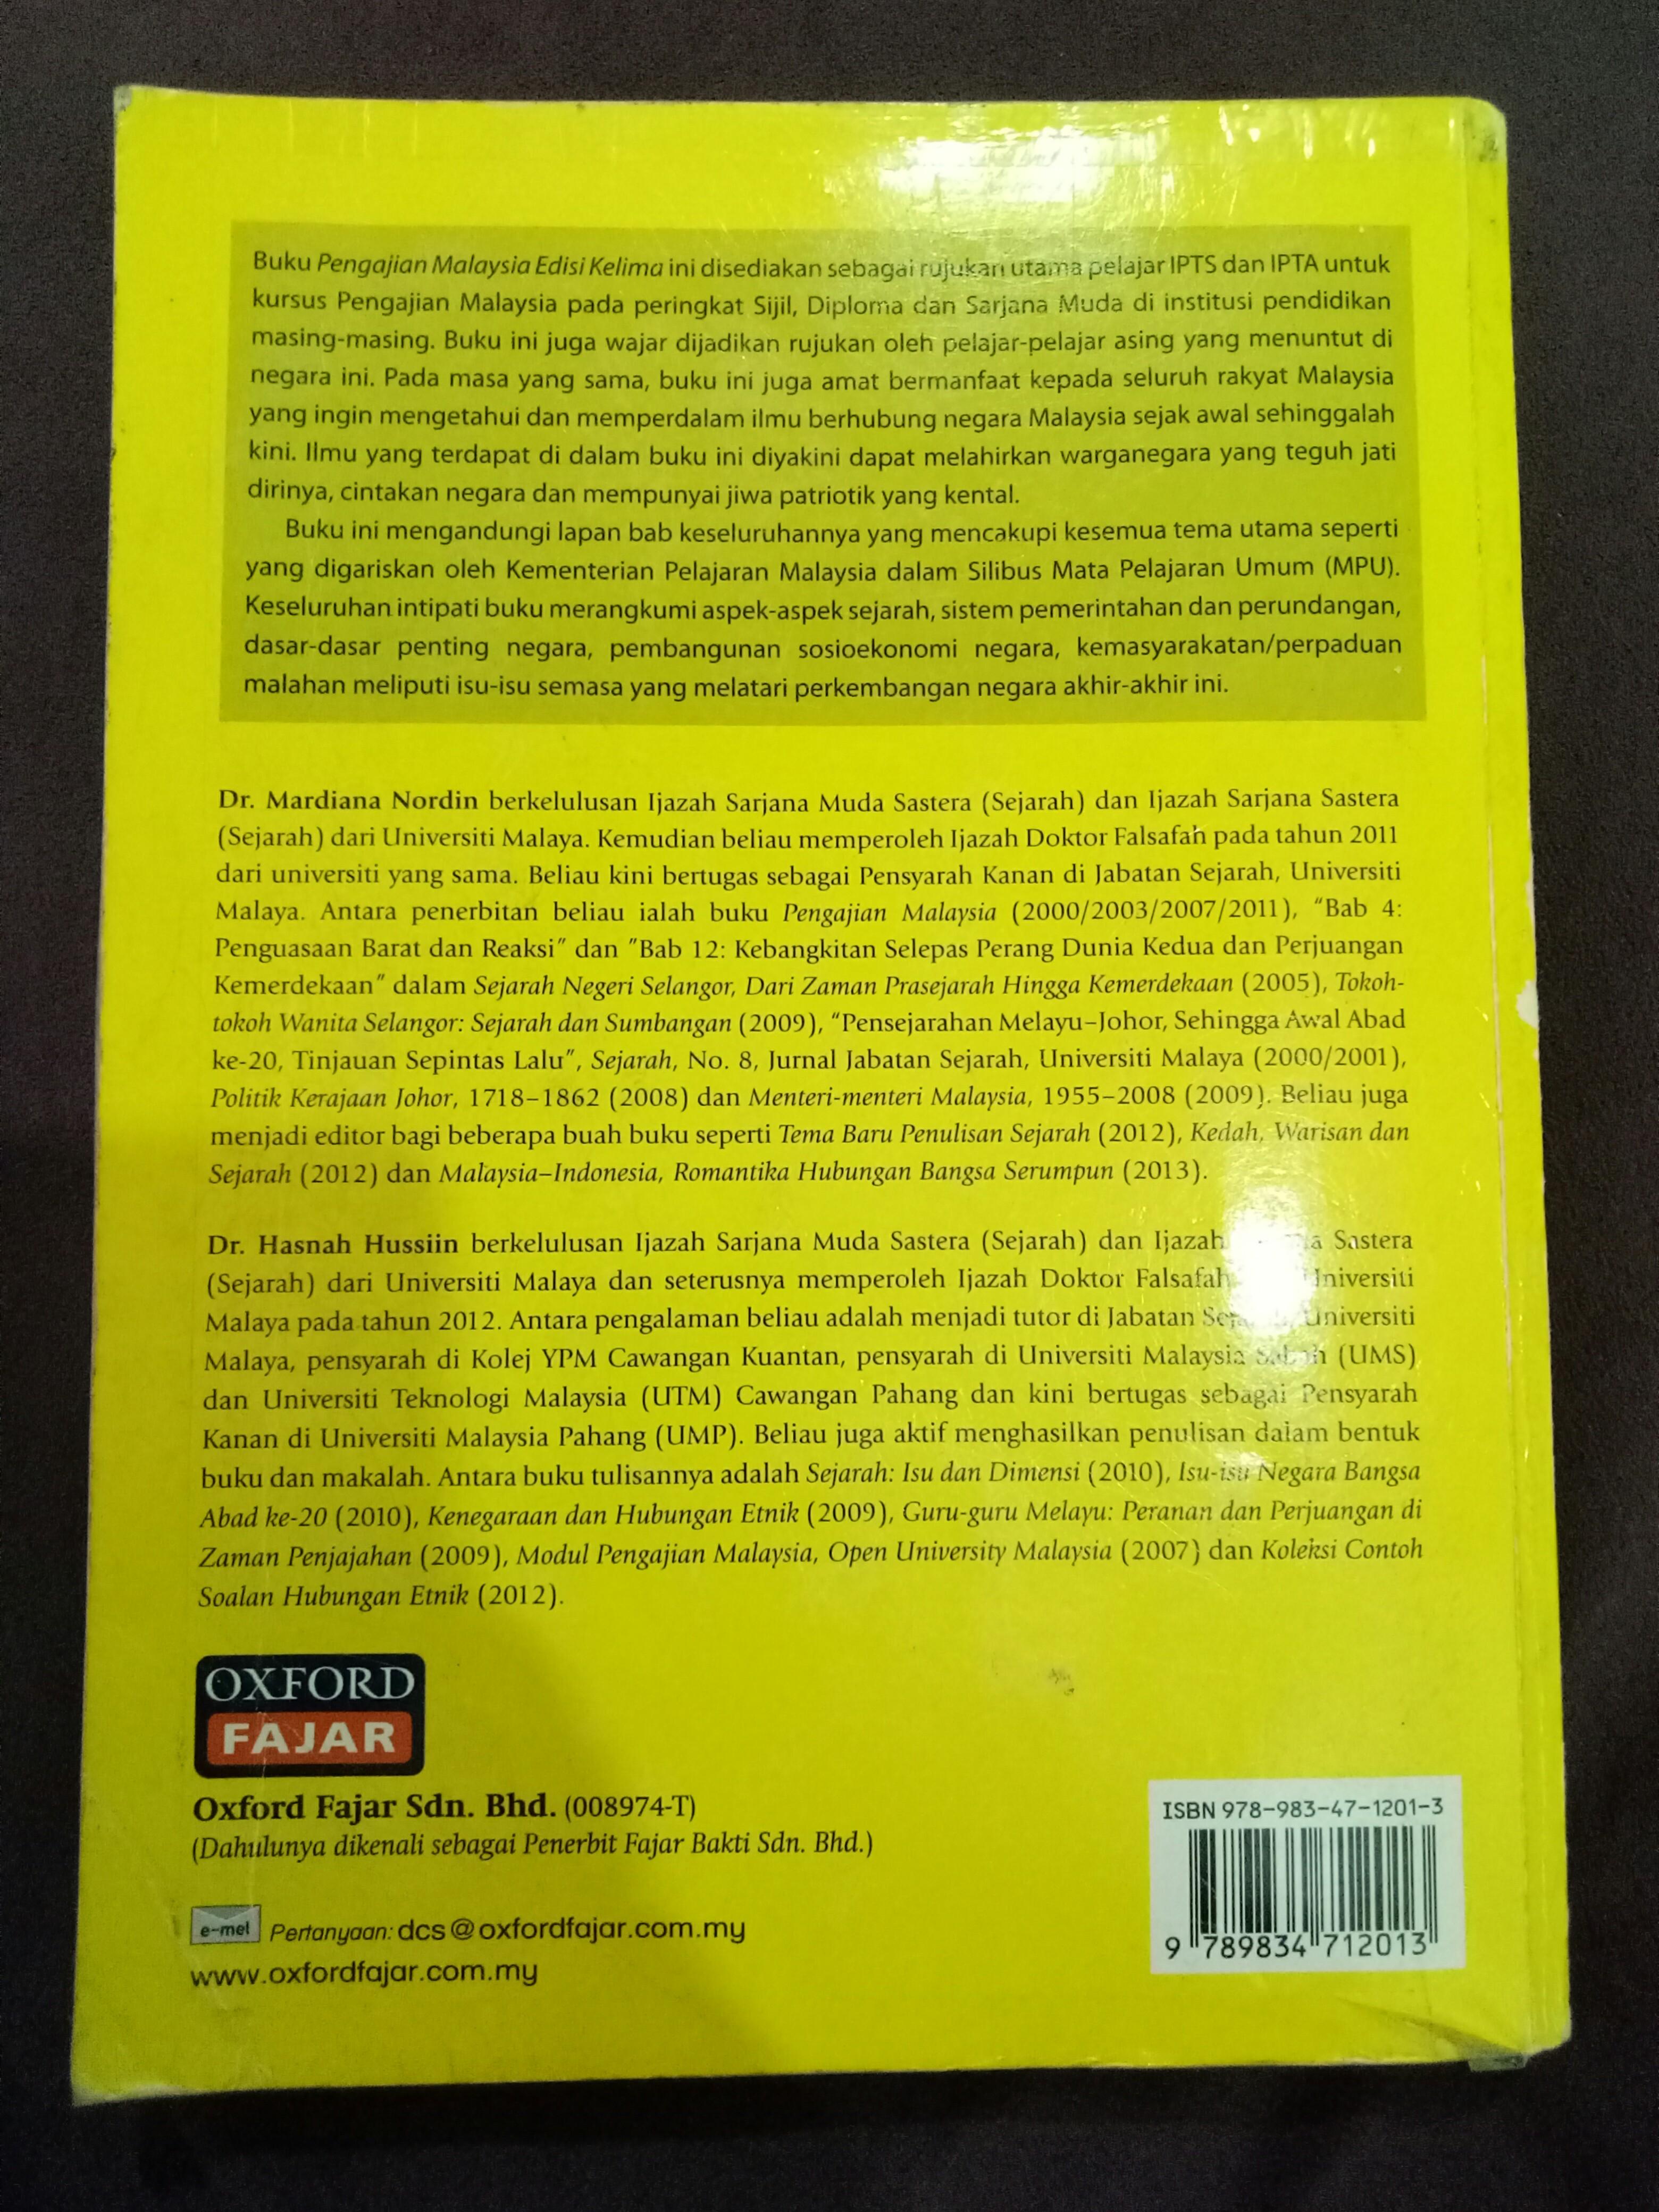 Buku Pengajian Malaysia Edisi Kelima ini disediakan sebagai rujukan utama pelajar IPTS dan IPTA untuk
kursus Pengajian Malaysia pada peringkat Sijil, Diploma dan Sarjana Muda di institusi pendidikan
masing-masing. Buku ini juga wajar dijadikan rujukan oleh pelajar-pelajar asing yang menuntut di
negara ini. Pada masa yang sama, buku ini juga amat bermanfaat kepada seluruh rakyat Malaysia
yang ingin mengetahui dan memperdalam ilmu berhubung negara Malaysia sejak awal sehinggalah
kini. Ilmu yang terdapat di dalam buku ini diyakini dapat melahirkan warganegara yang teguh jati
dirinya, cintakan negara dan mempunyai jiwa patriotik yang kental.
Buku ini mengandungi lapan bab keseluruhannya yang mencakupi kesemua tema utama seperti
yang digariskan oleh Kementerian Pelajaran Malaysia dalam Silibus Mata Pelajaran Umum (MPU).
Keseluruhan intipati buku merangkumi aspek-aspek sejarah, sistem pemerintahan dan perundangan,
dasar-dasar penting negara, pembangunan sosioekonomi negara, kemasyarakatan/perpaduan
malahan meliputi isu-isu semasa yang melatari perkembangan negara akhir-akhir ini.
Dr. Mardiana Nordin berkelulusan Ijazah Sarjana Muda Sastera (Sejarah) dan Ijazah Sarjana Sastera
(Sejarah) dari Universiti Malaya. Kemudian beliau memperoleh Ijazah Doktor Falsafah pada tahun 2011
dari universiti yang sama. Beliau kini bertugas sebagai Pensyarah Kanan di Jabatan Sejarah, Universiti
Malaya. Antara penerbitan beliau ialah buku Pengajian Malaysia (2000/2003/2007/2011), "Bab 4:
Penguasaan Barat dan Reaksi" dan "Bab 12: Kebangkitan Selepas Perang Dunia Kedua dan Perjuangan
Kemerdekaan" dalam Sejarah Negeri Selangor, Dari Zaman Prasejarah Hingga Kemerdekaan (2005), Tokoh-
tokoh Wanita Selangor: Sejarah dan Sumbangan (2009), "Pensejarahan Melayu–Johor, Sehingga Awal Abad
ke-20, Tinjauan Sepintas Lalu", Sejarah, No. 8, Jurnal Jabatan Sejarah, Universiti Malaya (2000/2001),
Politik Kerajaan Johor, 1718–1862 (2008) dan Menteri-menteri Malaysia, 1955–2008 (2009). Beliau juga
menjadi editor bagi beberapa buah buku seperti Tema Baru Penulisan Sejarah (2012), Kedah, Warisan dan
Sejarah (2012) dan Malaysia–Indonesia, Romantika Hubungan Bangsa Serumpun (2013).
Dr. Hasnah Hussiin berkelulusan Ijazah Sarjana Muda Sastera (Sejarah) dan Ijazah Sastera
(Sejarah) dari Universiti Malaya dan seterusnya memperoleh Ijazah Doktor Falsafah Universiti
Malaya pada tahun 2012. Antara pengalaman beliau adalah menjadi tutor di Jabatan Universiti
Malaya, pensyarah di Kolej YPM Cawangan Kuantan, pensyarah di Universiti Malaysia Sabah (UMS)
dan Universiti Teknologi Malaysia (UTM) Cawangan Pahang dan kini bertugas sebagai Pensyarah
Kanan di Universiti Malaysia Pahang (UMP). Beliau juga aktif menghasilkan penulisan dalam bentuk
buku dan makalah. Antara buku tulisannya adalah Sejarah: Isu dan Dimensi (2010), Isu-isu Negara Bangsa
Abad ke-20 (2010), Kenegaraan dan Hubungan Etnik (2009), Guru-guru Melayu: Peranan dan Perjuangan di
Zaman Penjajahan (2009), Modul Pengajian Malaysia, Open University Malaysia (2007) dan Koleksi Contoh
Soalan Hubungan Etnik (2012).
OXFORD
FAJAR
Oxford Fajar Sdn. Bhd. (008974-T)
(Dahulunya dikenali sebagai Penerbit Fajar Bakti Sdn. Bhd.)
e-mel Pertanyaan: dcs@oxfordfajar.com.my
www.oxfordfajar.com.my
ISBN 978-983-47-1201-3
9 789834 712013